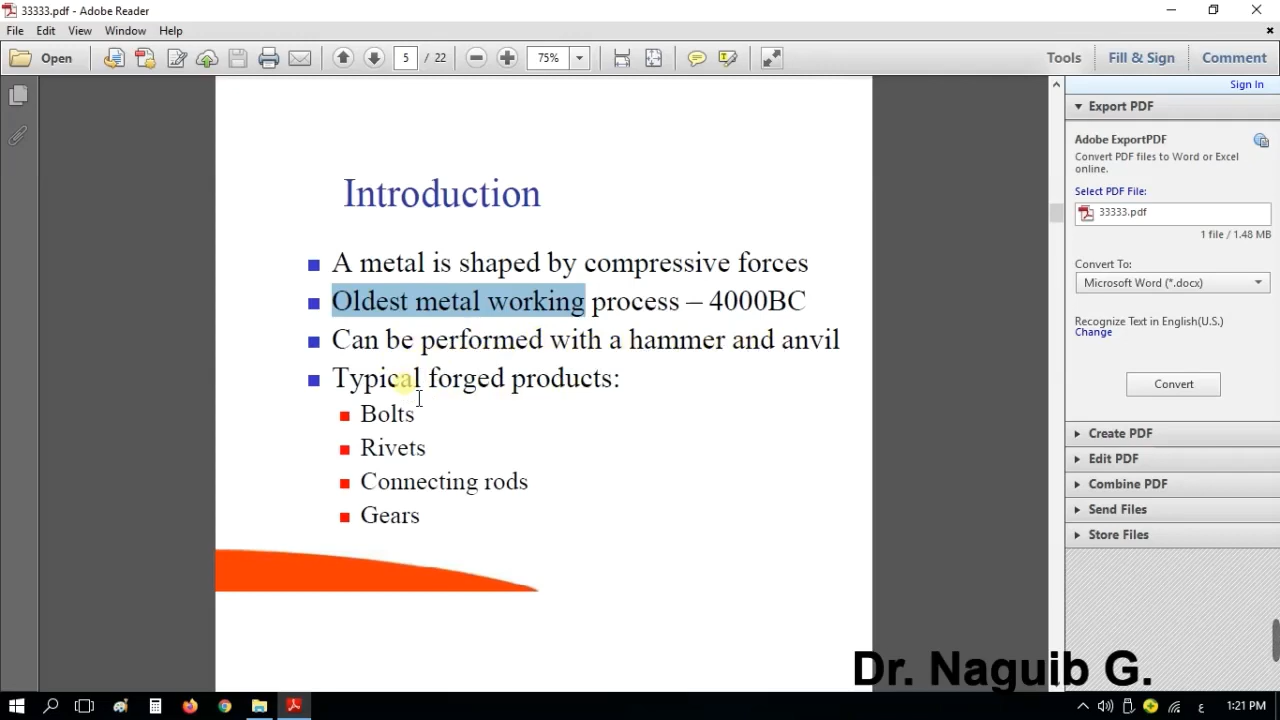 33333.pdf - Adobe Reader
File Edit View Window Help
Open 5 / 22 75% Tools Fill & Sign Comment
Sign In
Export PDF
Adobe ExportPDF
Convert PDF files to Word or Excel
online.
Select PDF File:
33333.pdf
1 file / 1.48 MB
Convert To:
Microsoft Word (*.docx)
Recognize Text in English(U.S.)
Change
Convert
Create PDF
Edit PDF
Combine PDF
Send Files
Store Files
Introduction
A metal is shaped by compressive forces
Oldest metal working process – 4000BC
Can be performed with a hammer and anvil
Typical forged products:
Bolts
Rivets
Connecting rods
Gears
Dr. Naguib G.
ع 1:21 PM